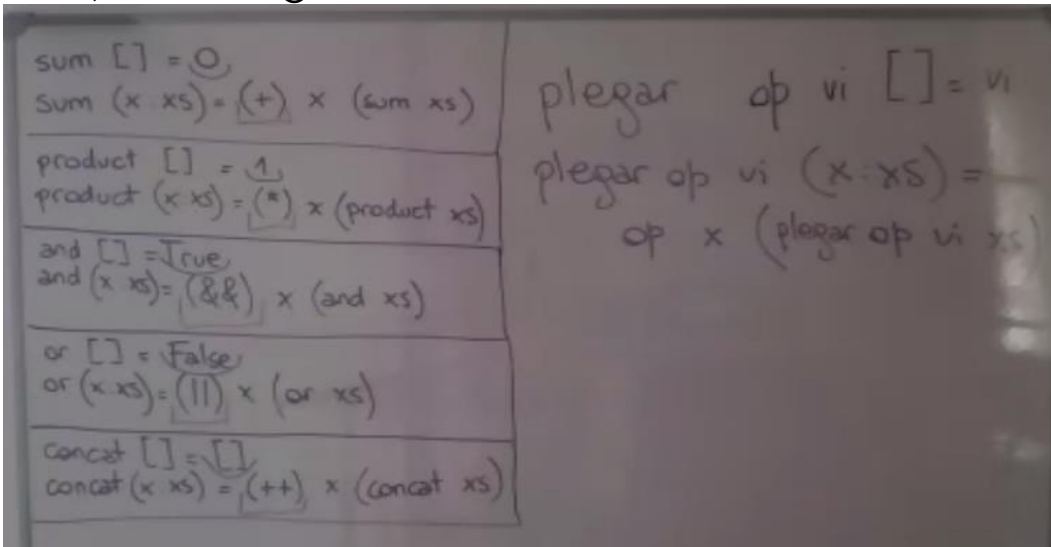 sum [] = 0
sum (x:xs) = (+) x (sum xs)
product [] = 1
product (x:xs) = (*) x (product xs)
and [] = True
and (x:xs) = (&&) x (and xs)
or [] = False
or (x:xs) = (||) x (or xs)
concat [] = []
concat (x:xs) = (++) x (concat xs)
plegar op vi [] = vi
plegar op vi (x:xs) =
op x (plegar op vi xs)